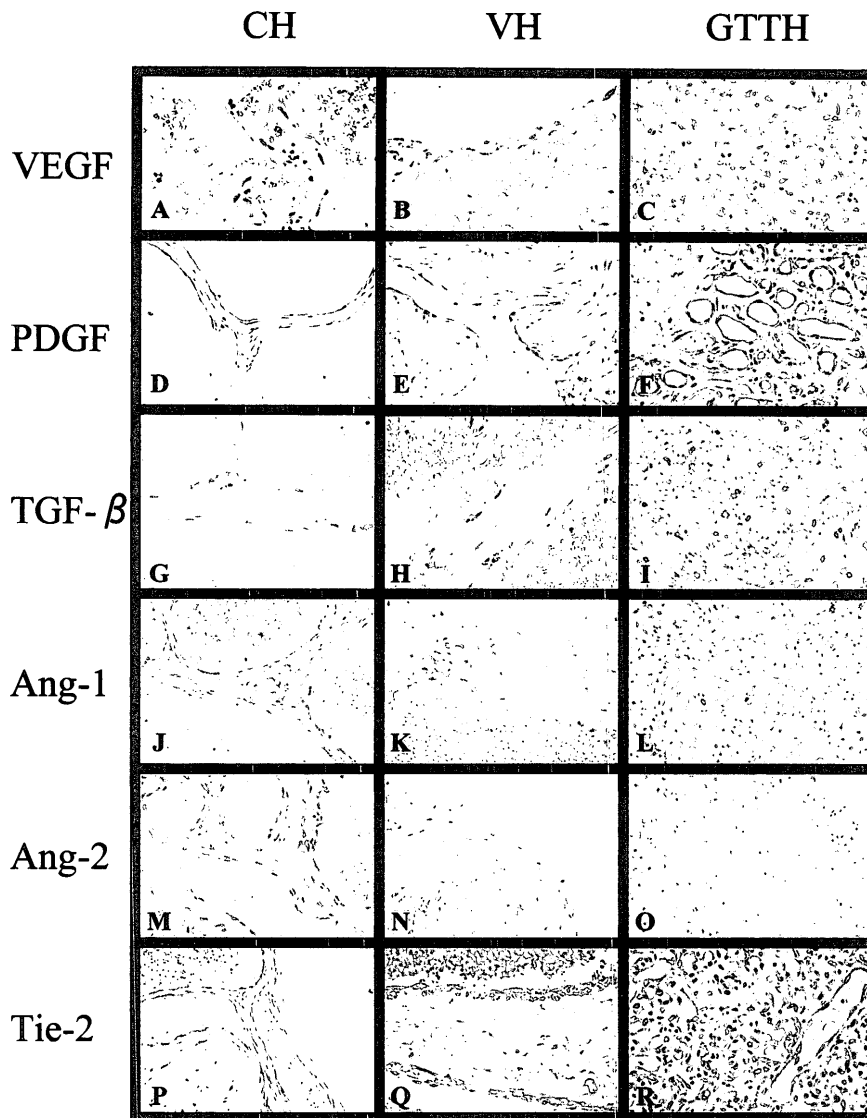 CH VH GTTH
VEGF A B C
PDGF D E F
TGF-β G H I
Ang-1 J K L
Ang-2 M N O
Tie-2 P Q R